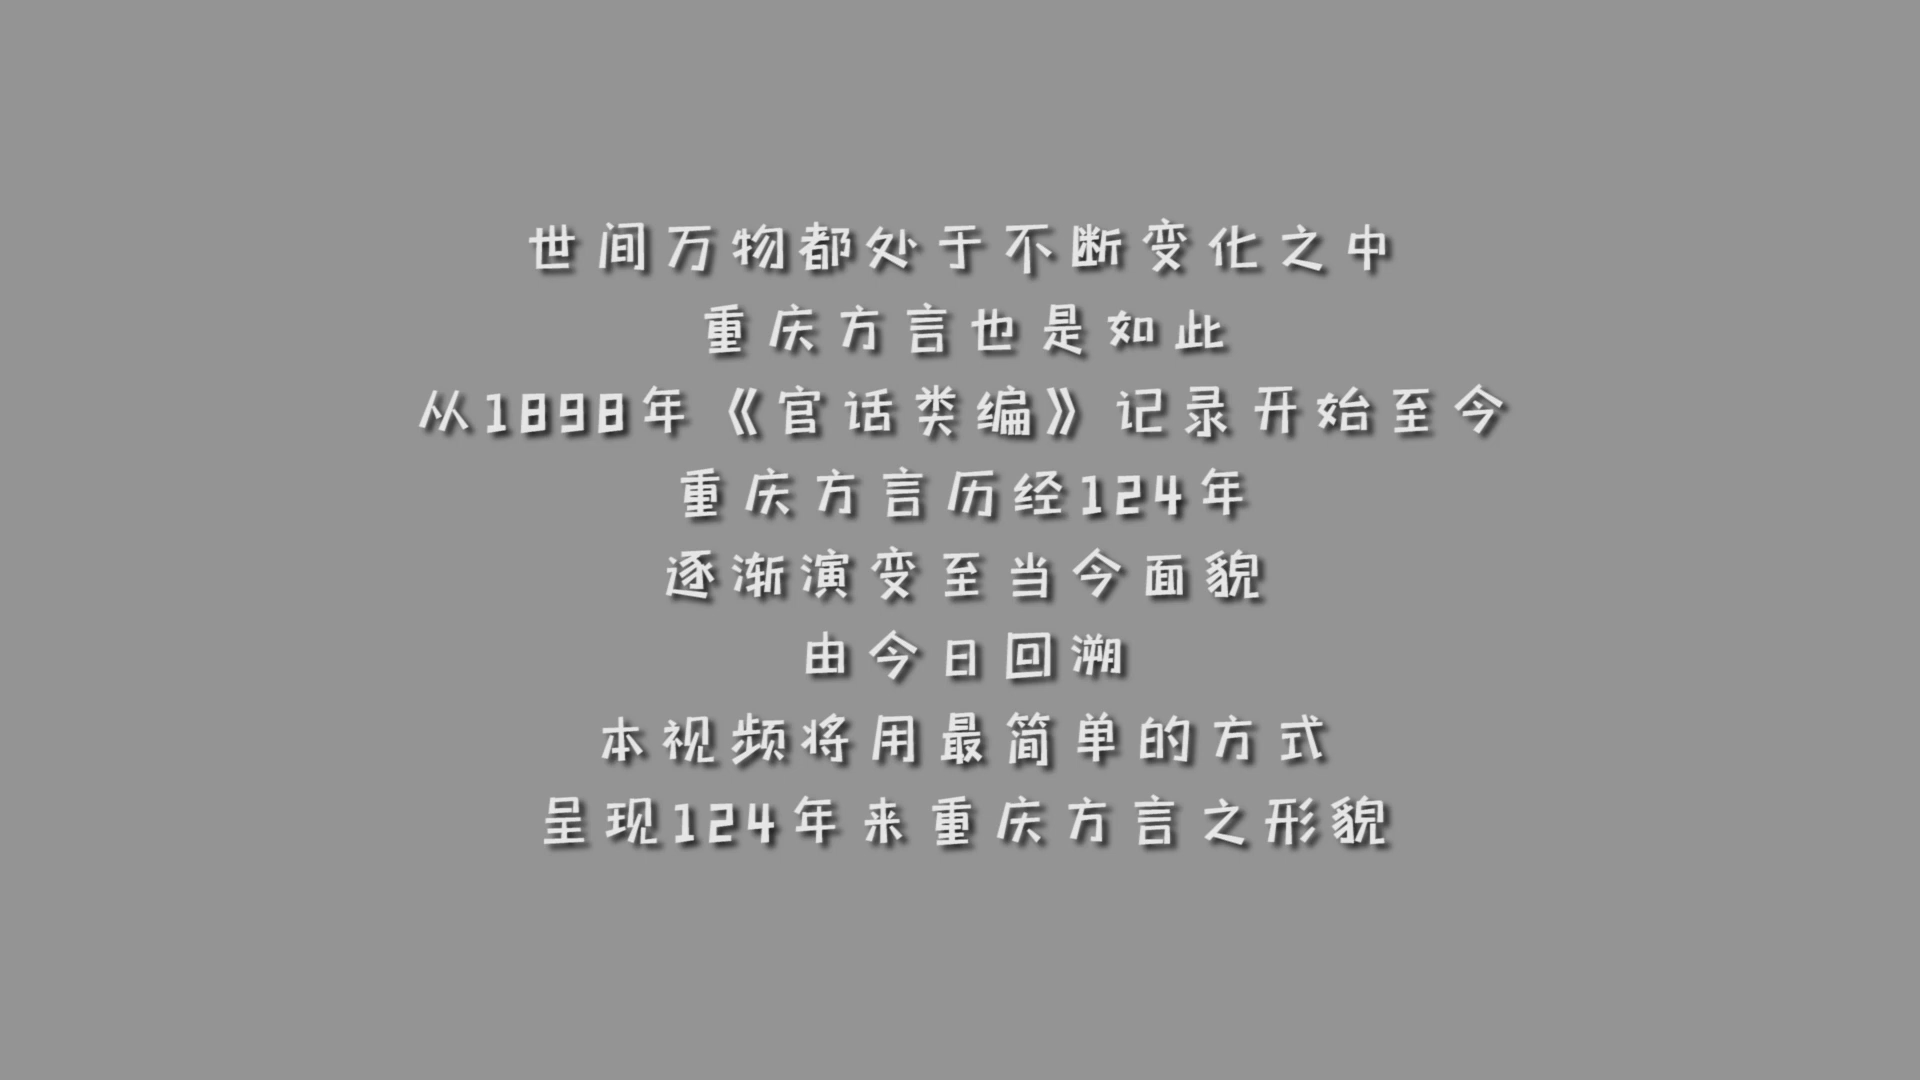 世间万物都处于不断变化之中
重庆方言也是如此
从1898年《官话类编》记录开始至今
重庆方言历经124年
逐渐演变至当今面貌
由今日回溯
本视频将用最简单的方式
呈现124年来重庆方言之形貌